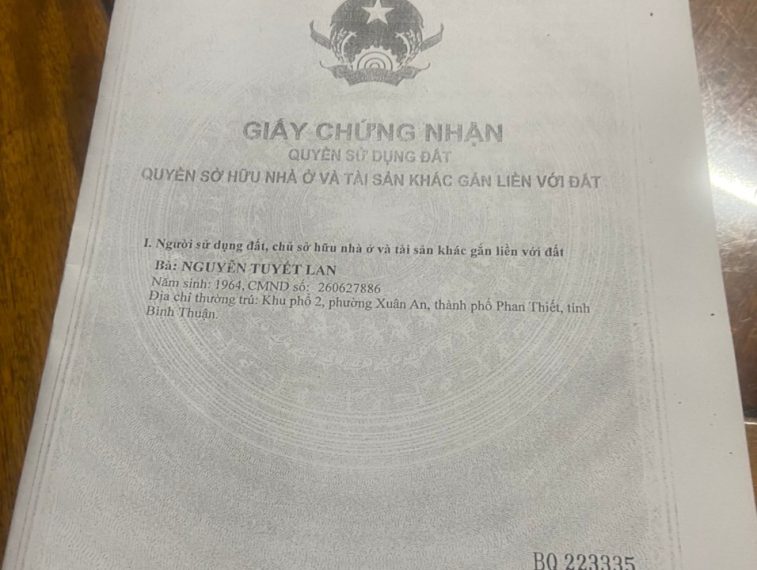 GIẤY CHỨNG NHẬN
QUYỀN SỬ DỤNG ĐẤT
QUYỀN SỞ HỮU NHÀ Ở VÀ TÀI SẢN KHÁC GẮN LIỀN VỚI ĐẤT
I. Người sử dụng đất, chủ sở hữu nhà ở và tài sản khác gắn liền với đất
Bà: NGUYỄN TUYẾT LAN
Năm sinh: 1964, CMND số: 260627886
Địa chỉ thường trú: Khu phố 2, phường Xuân An, thành phố Phan Thiết, tỉnh
Bình Thuận.
BQ 223335